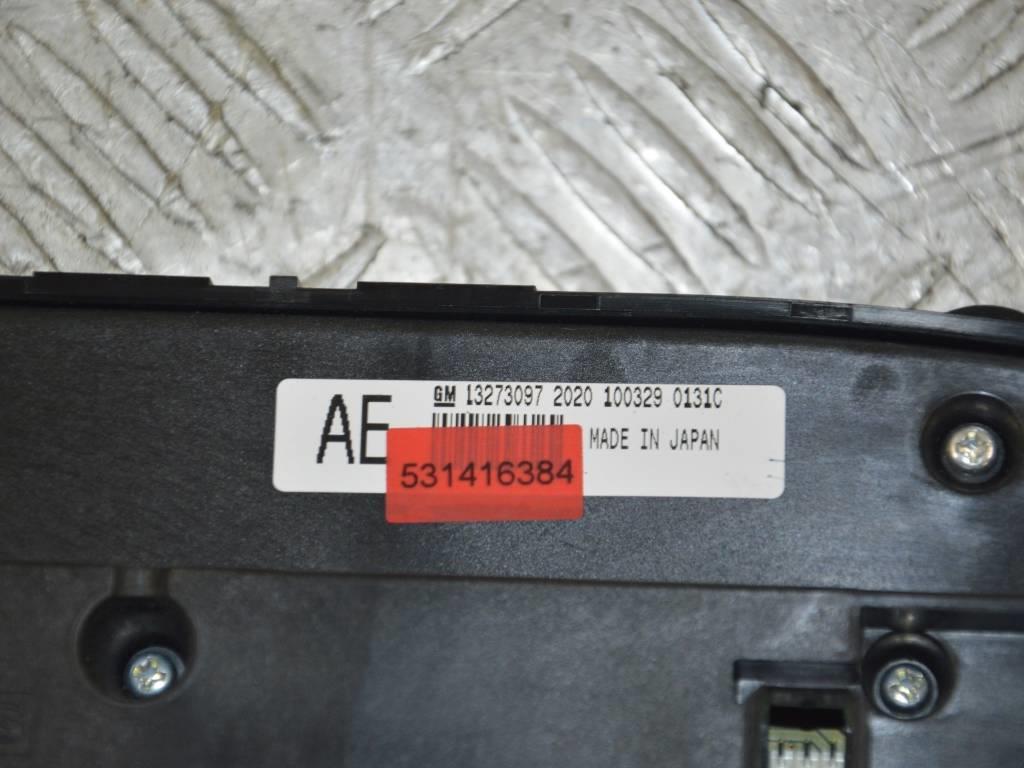 AE
GM 13273097 2020 100329 0131C
MADE IN JAPAN
531416384